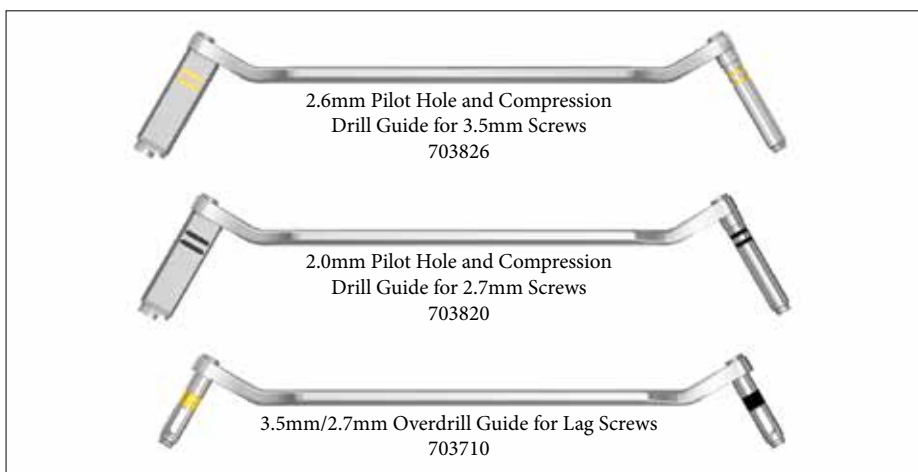 2.6mm Pilot Hole and Compression
Drill Guide for 3.5mm Screws
703826
2.0mm Pilot Hole and Compression
Drill Guide for 2.7mm Screws
703820
3.5mm/2.7mm Overdrill Guide for Lag Screws
703710